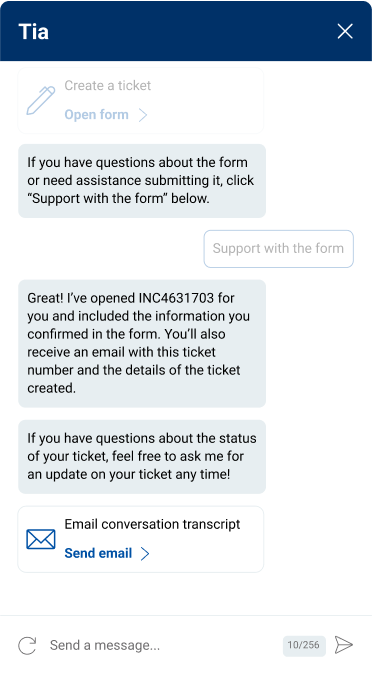 Tia
Create a ticket
Open form
If you have questions about the form
or need assistance submitting it, click
“Support with the form” below.
Support with the form
Great! I’ve opened INC4631703 for
you and included the information you
confirmed in the form. You’ll also
receive an email with this ticket
number and the details of the ticket
created.
If you have questions about the status
of your ticket, feel free to ask me for
an update on your ticket any time!
Email conversation transcript
Send email
Send a message...
10/256